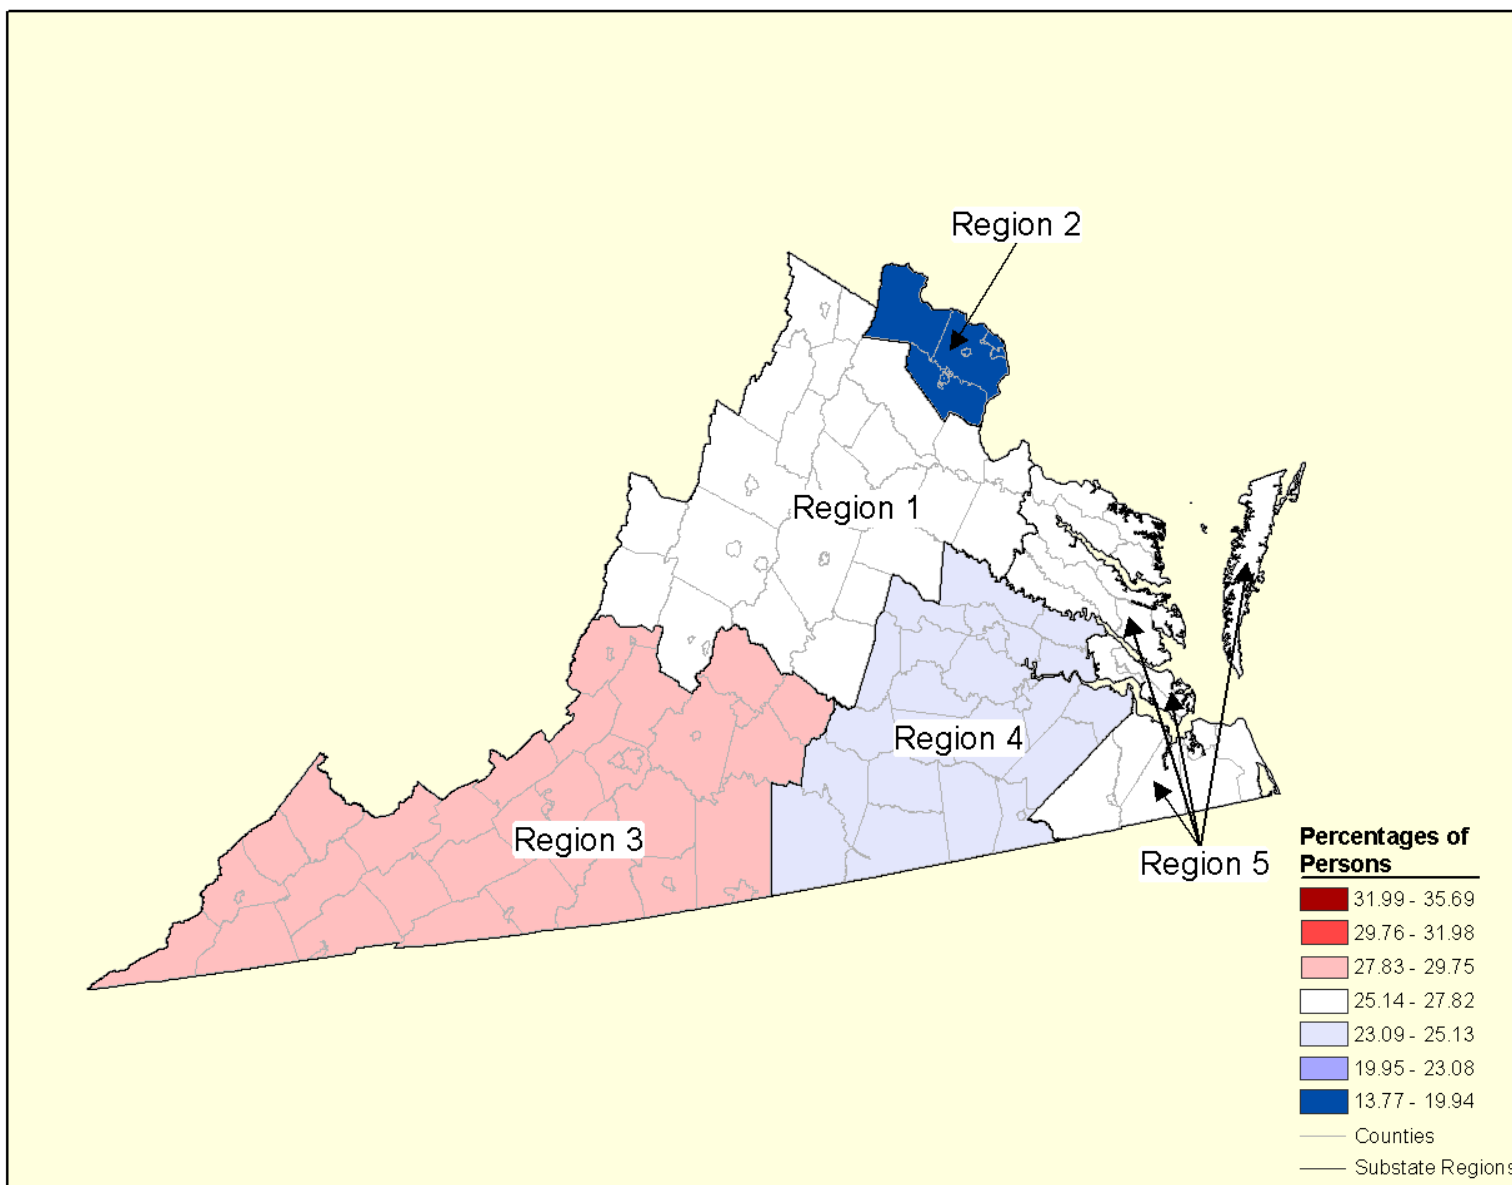 Region 2
Region 1
Region 4
Region 3
Region 5
Percentages of
Persons
31.99 - 35.69
29.76 - 31.98
27.83 - 29.75
25.14 - 27.82
23.09 - 25.13
19.95 - 23.08
13.77 - 19.94
Counties
Substate Regions